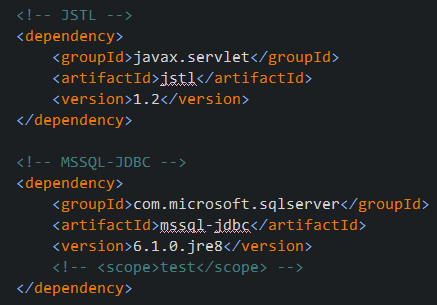 <!-- JSTL -->
<dependency>
    <groupId>javax.servlet</groupId>
    <artifactId>jstl</artifactId>
    <version>1.2</version>
</dependency>

<!-- MSSQL-JDBC -->
<dependency>
    <groupId>com.microsoft.sqlserver</groupId>
    <artifactId>mssql-jdbc</artifactId>
    <version>6.1.0.jre8</version>
    <!-- <scope>test</scope> -->
</dependency>